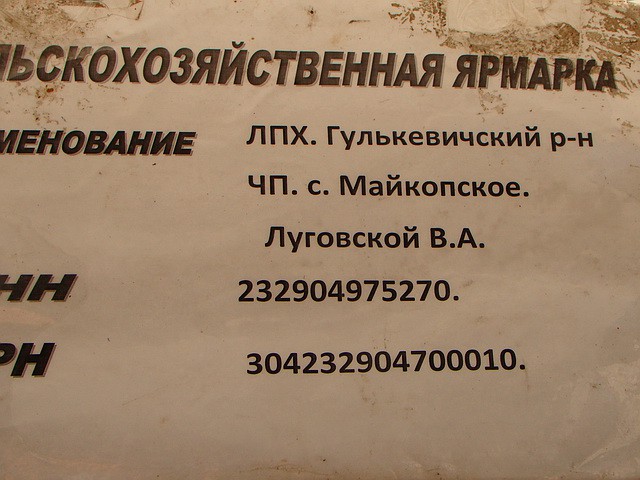 ЛЬСКОХОЗЯЙСТВЕННАЯ ЯРМАРКА
МЕНОВАНИЕ ЛПХ. Гулькевичский р-н
ЧП. с. Майкопское.
Луговской В.А.
НН 232904975270.
РН 304232904700010.